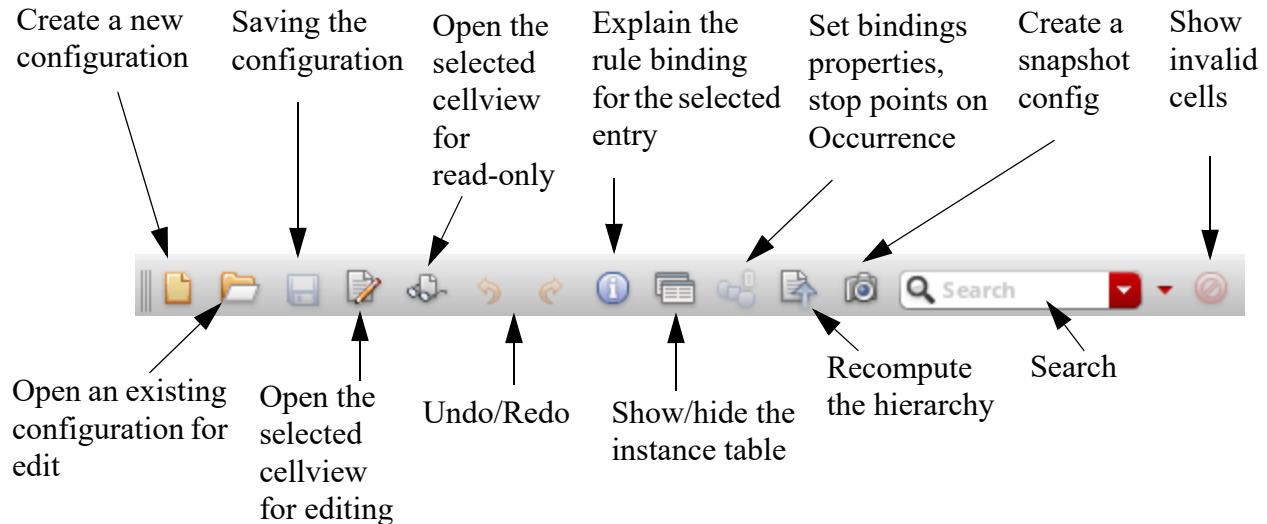 Create a new
configuration
Saving the
configuration
Open the
selected
cellview
for
read-only
Explain the
rule binding
for the selected
entry
Set bindings
properties,
stop points on
Occurrence
Create a
snapshot
config
Show
invalid
cells
Search
Open an existing
configuration for
edit
Open the
selected
cellview
for editing
Undo/Redo
Show/hide the
instance table
Recompute
the hierarchy
Search